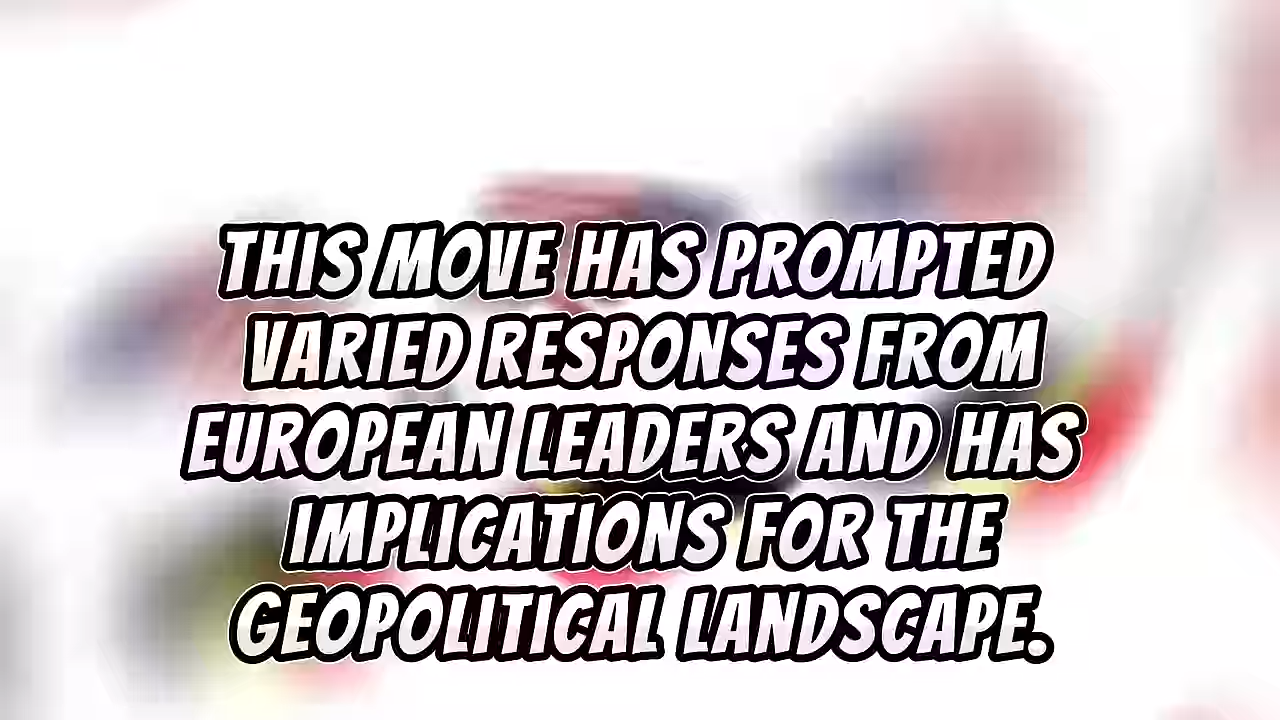 THIS MOVE HAS PROMPTED
VARIED RESPONSES FROM
EUROPEAN LEADERS AND HAS
IMPLICATIONS FOR THE
GEOPOLITICAL LANDSCAPE.